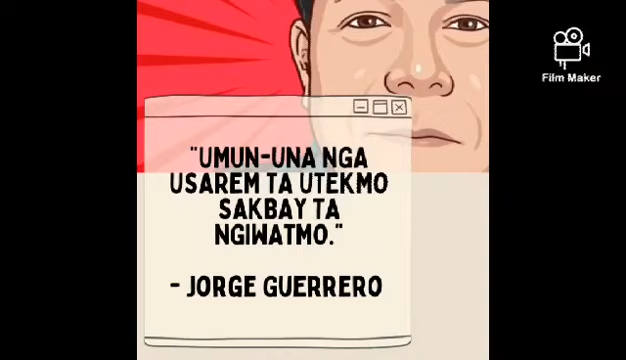 Film Maker
"UMUN-UNA NGA
USAREM TA UTEKMO
SAKBAY TA
NGIWATMO."
- JORGE GUERRERO